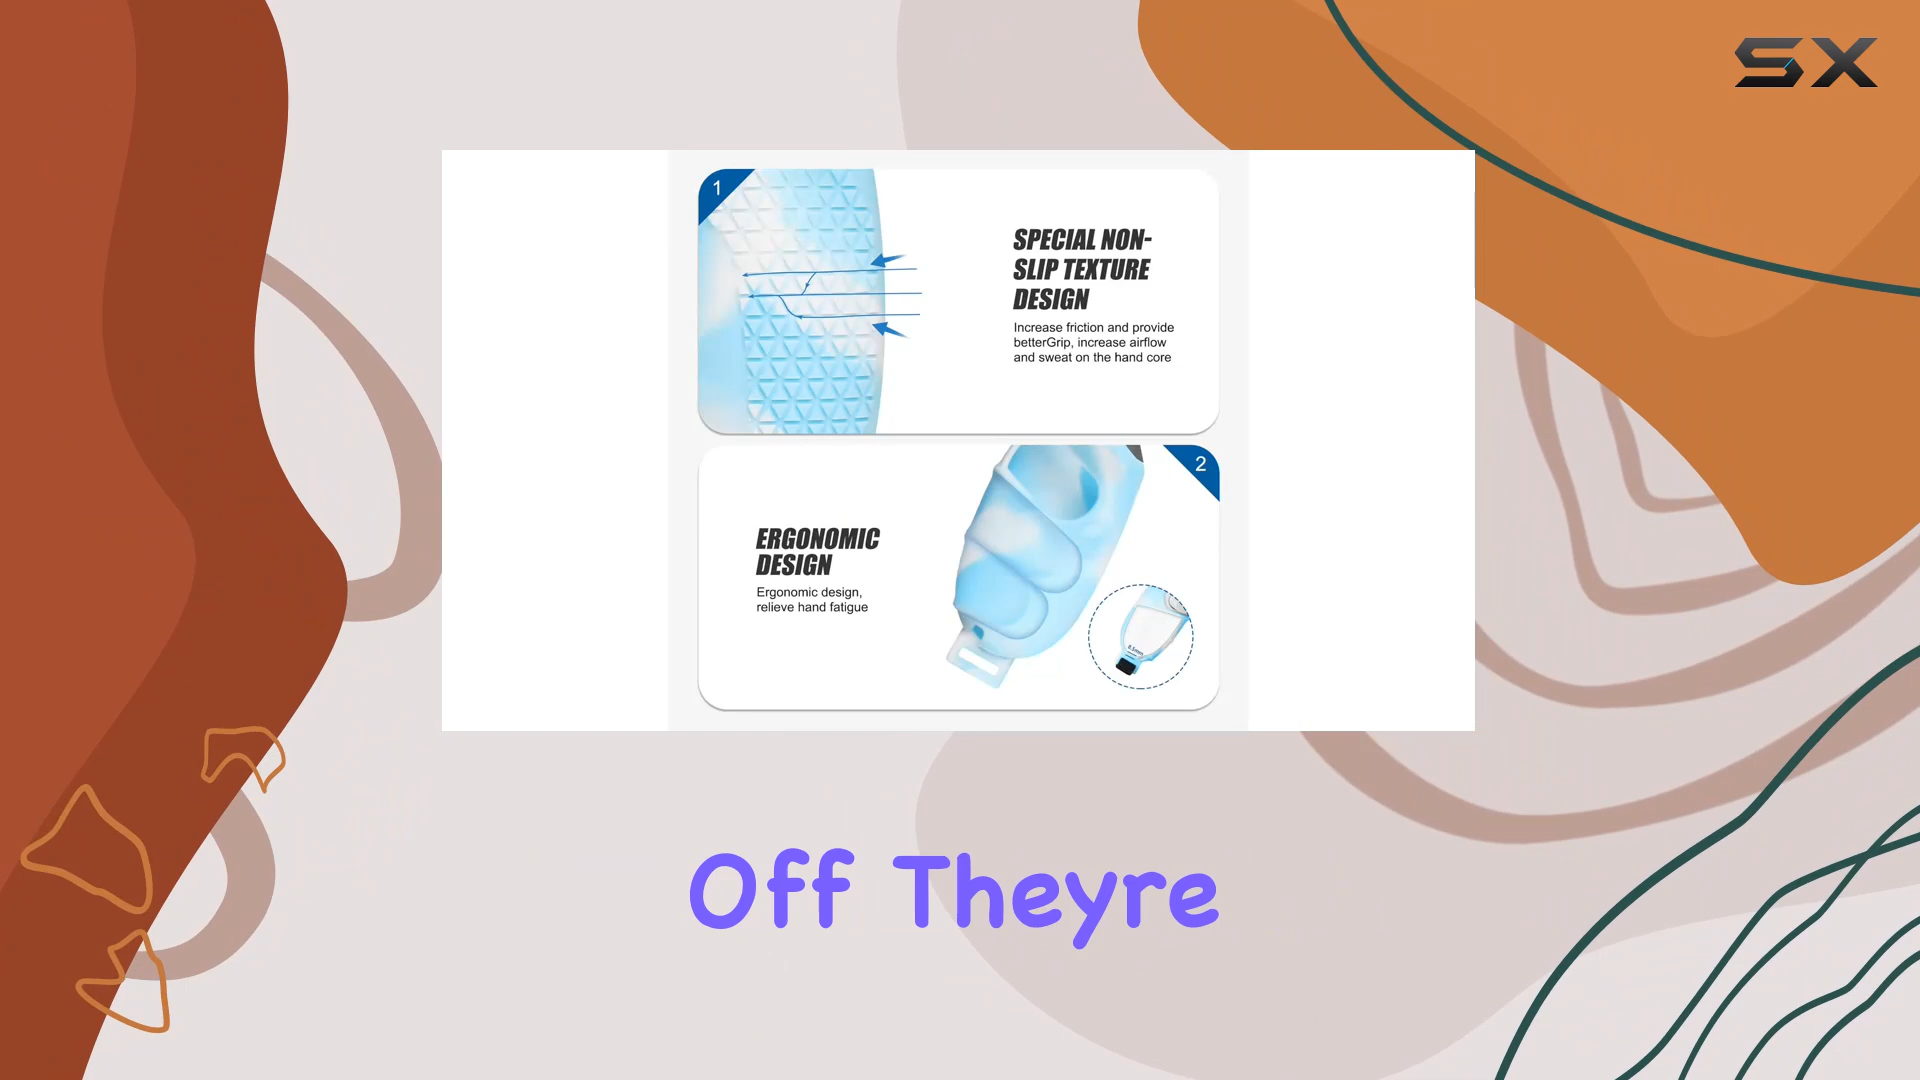 SX
1
SPECIAL NON-
SLIP TEXTURE
DESIGN
Increase friction and provide
betterGrip, increase airflow
and sweat on the hand core
2
ERGONOMIC
DESIGN
Ergonomic design,
relieve hand fatigue
Off Theyre